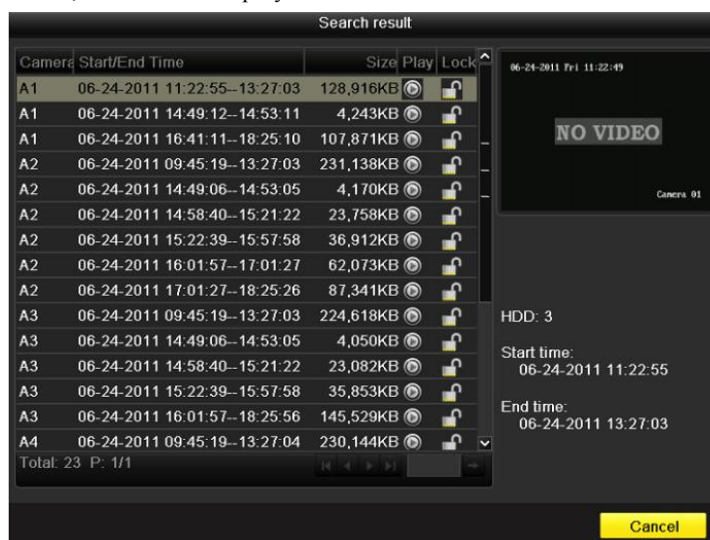 Search result
Camera Start/End Time Size Play Lock
A1 06-24-2011 11:22:55--13:27:03 128,916KB
A1 06-24-2011 14:49:12--14:53:11 4,243KB
A1 06-24-2011 16:41:11--18:25:10 107,871KB
A2 06-24-2011 09:45:19--13:27:03 231,138KB
A2 06-24-2011 14:49:06--14:53:05 4,170KB
A2 06-24-2011 14:58:40--15:21:22 23,758KB
A2 06-24-2011 15:22:39--15:57:58 36,912KB
A2 06-24-2011 16:01:57--17:01:27 62,073KB
A2 06-24-2011 17:01:27--18:25:26 87,341KB
A3 06-24-2011 09:45:19--13:27:03 224,618KB
A3 06-24-2011 14:49:06--14:53:05 4,050KB
A3 06-24-2011 14:58:40--15:21:22 23,082KB
A3 06-24-2011 15:22:39--15:57:58 35,853KB
A3 06-24-2011 16:01:57--18:25:56 145,529KB
A4 06-24-2011 09:45:19--13:27:04 230,144KB
Total: 23 P: 1/1
06-24-2011 Fri 11:22:49
NO VIDEO
Camera 01
HDD: 3
Start time:
06-24-2011 11:22:55
End time:
06-24-2011 13:27:03
Cancel